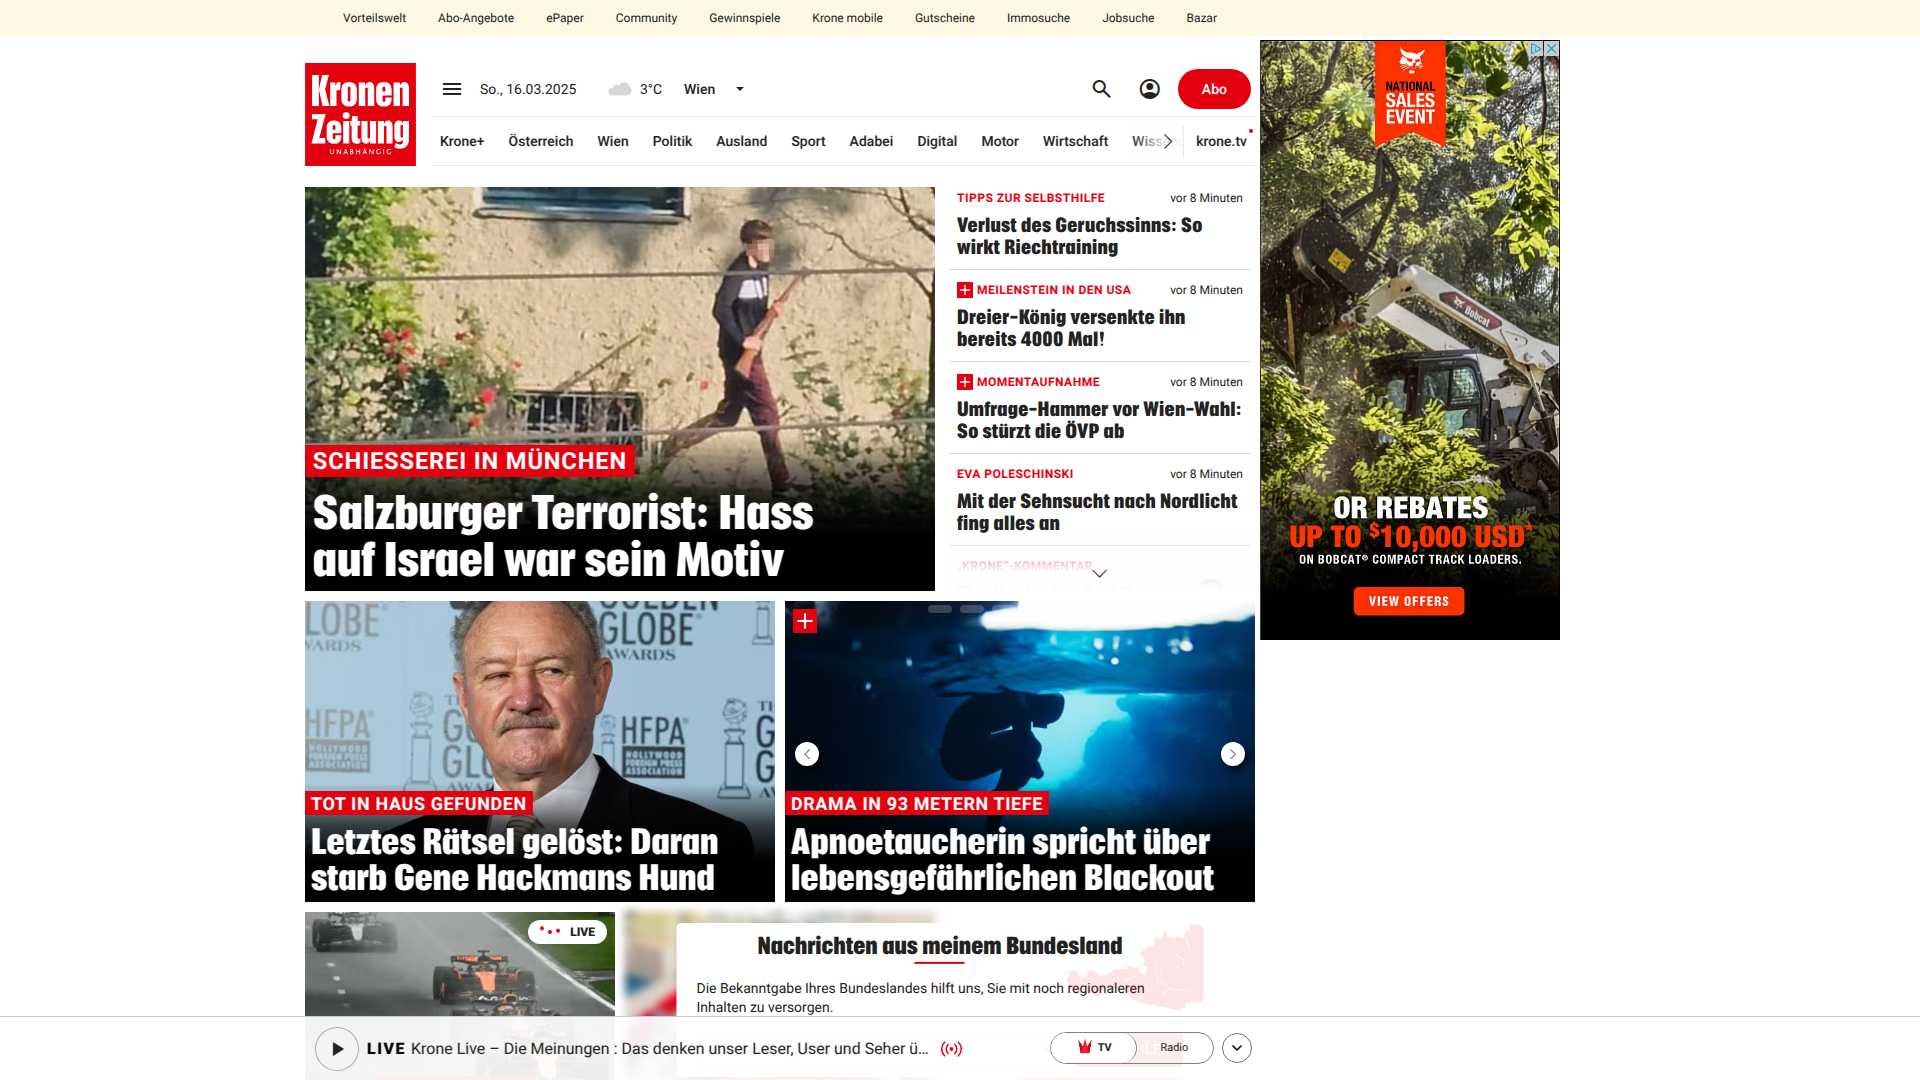 Vorteilswelt Abo-Angebote ePaper Community Gewinnspiele Krone mobile Gutscheine Immosuche Jobsuche Bazar
Kronen
Zeitung
UNABHÄNGIG
So., 16.03.2025 3°C Wien
Abo
Krone+ Österreich Wien Politik Ausland Sport Adabei Digital Motor Wirtschaft krone.tv
SCHIESSEREI IN MÜNCHEN
Salzburger Terrorist: Hass
auf Israel war sein Motiv
TIPPS ZUR SELBSTHILFE vor 8 Minuten
Verlust des Geruchssinns: So
wirkt Riechtraining
MEILENSTEIN IN DEN USA vor 8 Minuten
Dreier-König versenkte ihn
bereits 4000 Mal!
MOMENTAUFNAHME vor 8 Minuten
Umfrage-Hammer vor Wien-Wahl:
So stürzt die ÖVP ab
EVA POLESCHINSKI vor 8 Minuten
Mit der Sehnsucht nach Nordlicht
fing alles an
„KRONE“-KOMMENTAR
NATIONAL
SALES
EVENT
Bobcat
OR REBATES
UP TO $10,000 USD*
ON BOBCAT® COMPACT TRACK LOADERS.
VIEW OFFERS
GOLDEN
GLOBE
AWARDS
HFPA
HOLLYWOOD
FOREIGN PRESS
ASSOCIATION
TOT IN HAUS GEFUNDEN
Letztes Rätsel gelöst: Daran
starb Gene Hackmans Hund
DRAMA IN 93 METERN TIEFE
Apnoetaucherin spricht über
lebensgefährlichen Blackout
LIVE
Nachrichten aus meinem Bundesland
Die Bekanntgabe Ihres Bundeslandes hilft uns, Sie mit noch regionaleren
Inhalten zu versorgen.
LIVE Krone Live – Die Meinungen : Das denken unser Leser, User und Seher ü...
TV Radio